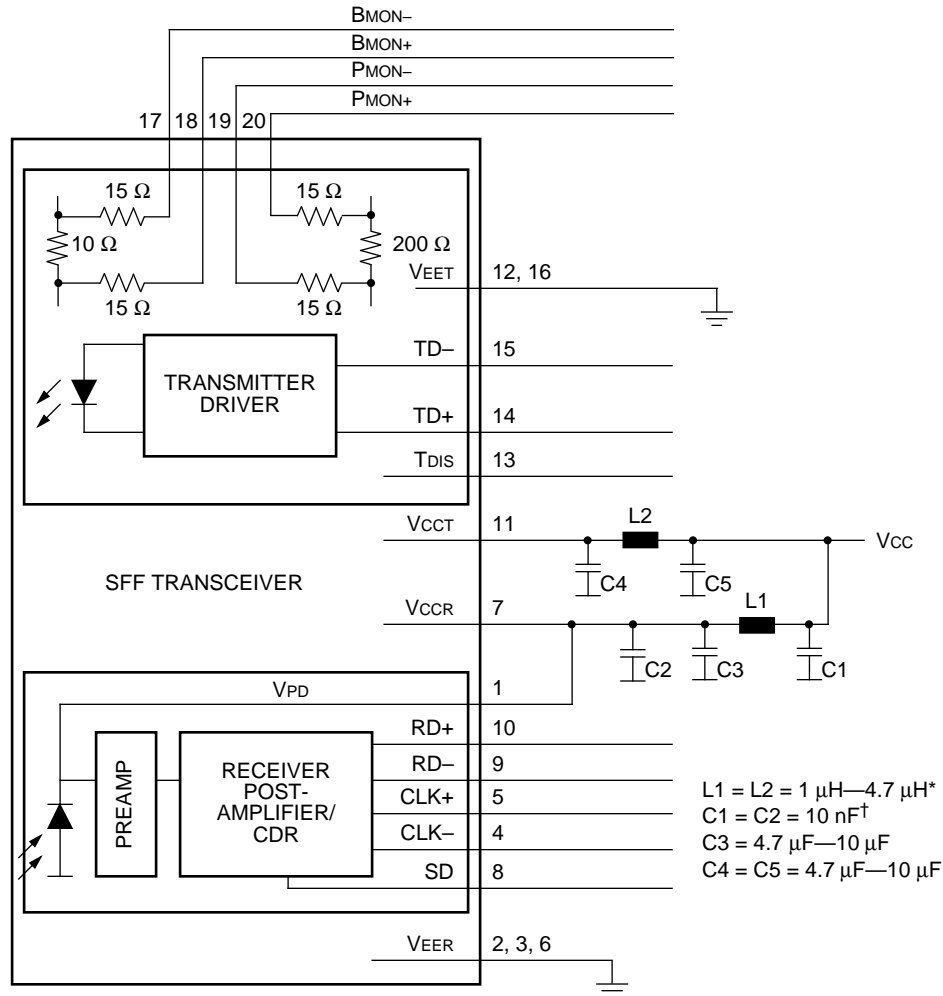 BMON–
BMON+
PMON–
PMON+
17 18 19 20
15 Ω 15 Ω
10 Ω 200 Ω
15 Ω 15 Ω
VEET 12, 16
TD– 15
TRANSMITTER
DRIVER
TD+ 14
TDIS 13
VCCT 11 L2 VCC
C4 C5
SFF TRANSCEIVER
VCCR 7 L1
C2 C3 C1
VPD 1
RD+ 10
RD– 9
CLK+ 5
CLK– 4
SD 8
PREAMP
RECEIVER
POST-
AMPLIFIER/
CDR
L1 = L2 = 1 μH—4.7 μH*
C1 = C2 = 10 nF†
C3 = 4.7 μF—10 μF
C4 = C5 = 4.7 μF—10 μF
VEER 2, 3, 6